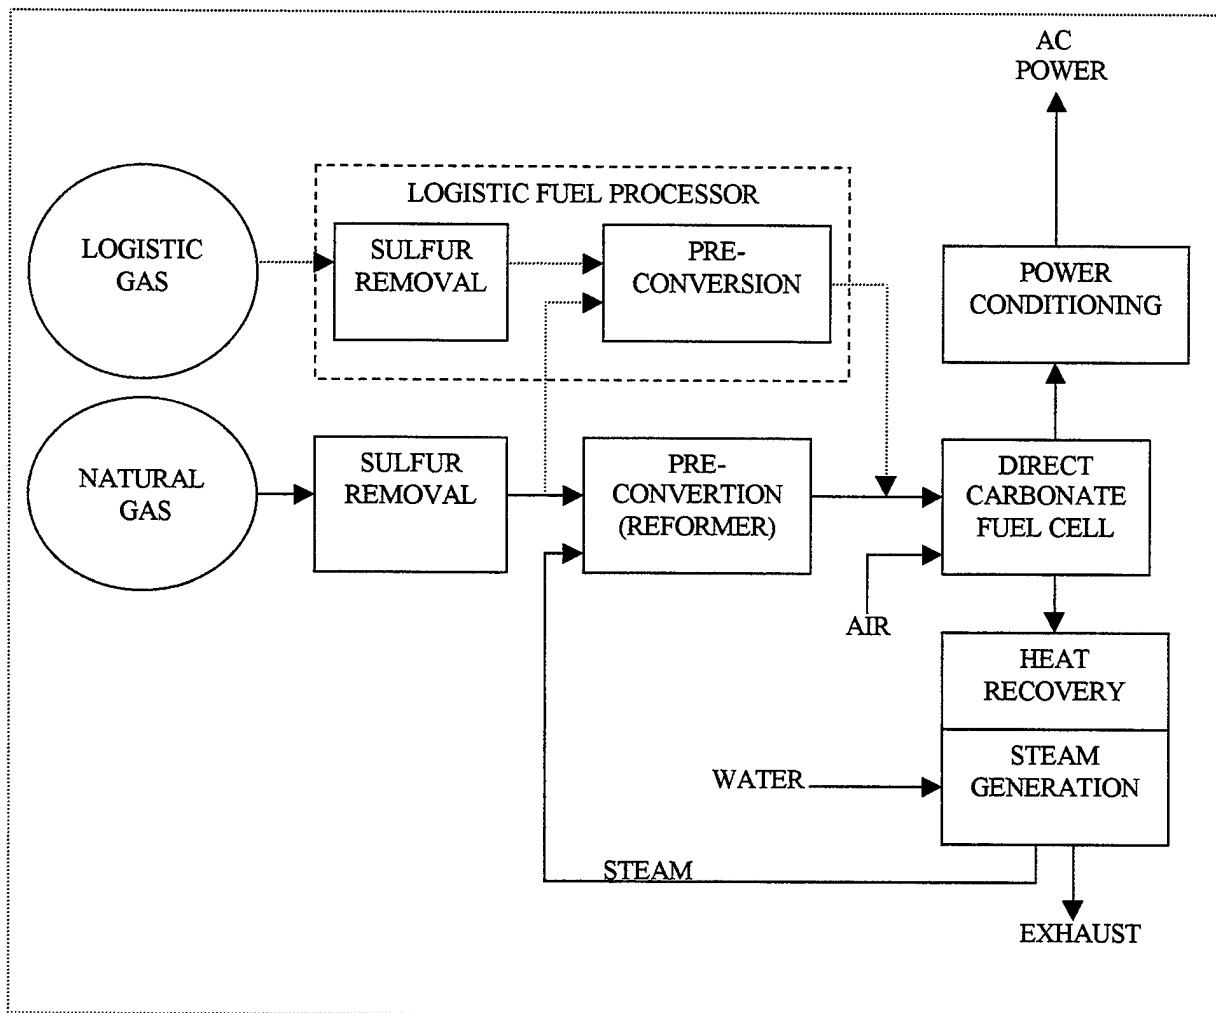 AC
POWER
LOGISTIC FUEL PROCESSOR
LOGISTIC
GAS
SULFUR
REMOVAL
PRE-
CONVERSION
POWER
CONDITIONING
NATURAL
GAS
SULFUR
REMOVAL
PRE-
CONVERTION
(REFORMER)
DIRECT
CARBONATE
FUEL CELL
AIR
HEAT
RECOVERY
WATER
STEAM
GENERATION
STEAM
EXHAUST